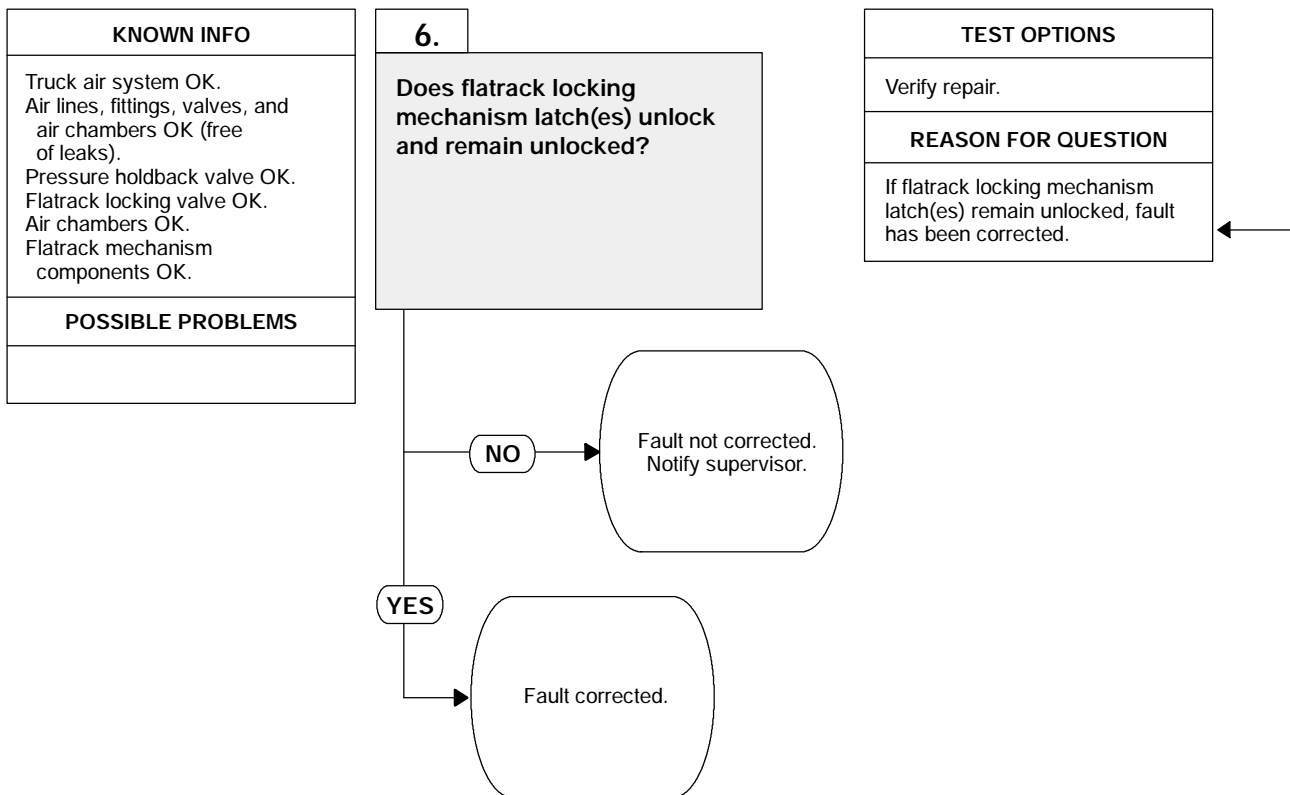 KNOWN INFO
Truck air system OK.
Air lines, fittings, valves, and
air chambers OK (free
of leaks).
Pressure holdback valve OK.
Flatrack locking valve OK.
Air chambers OK.
Flatrack mechanism
components OK.
POSSIBLE PROBLEMS
6.
Does flatrack locking
mechanism latch(es) unlock
and remain unlocked?
TEST OPTIONS
Verify repair.
REASON FOR QUESTION
If flatrack locking mechanism
latch(es) remain unlocked, fault
has been corrected.
NO
Fault not corrected.
Notify supervisor.
YES
Fault corrected.